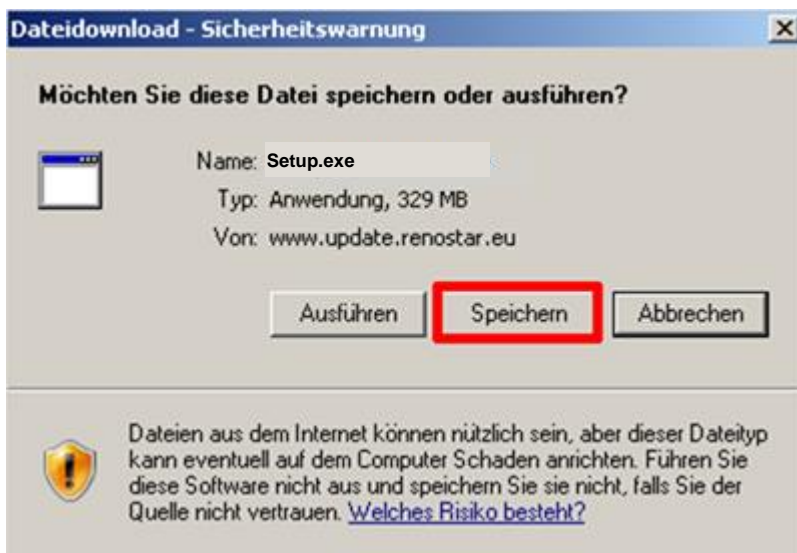 Dateidownload - Sicherheitswarnung
Möchten Sie diese Datei speichern oder ausführen?
Name: Setup.exe
Typ: Anwendung, 329 MB
Von: www.update.renostar.eu
Ausführen Speichern Abbrechen
Dateien aus dem Internet können nützlich sein, aber dieser Dateityp
kann eventuell auf dem Computer Schaden anrichten. Führen Sie
diese Software nicht aus und speichern Sie sie nicht, falls Sie der
Quelle nicht vertrauen. Welches Risiko besteht?